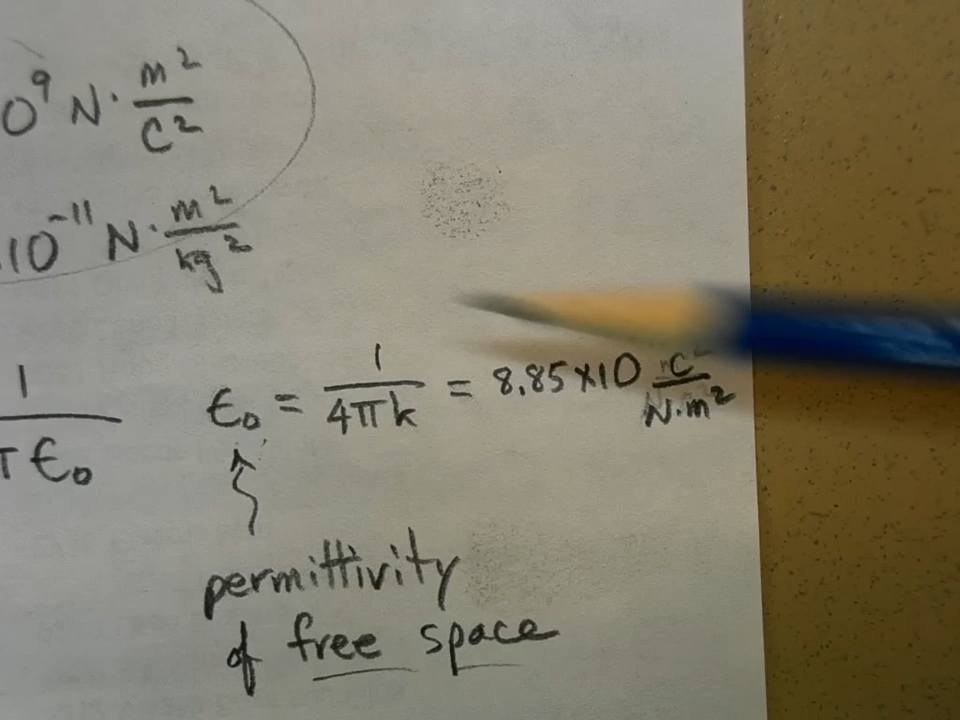 0⁹ N · m²/C²
10⁻¹¹ N · m²/kg²
1/πϵ₀ ϵ₀ = 1/4πk = 8.85×10 C²/N·m²
permittivity
of free space